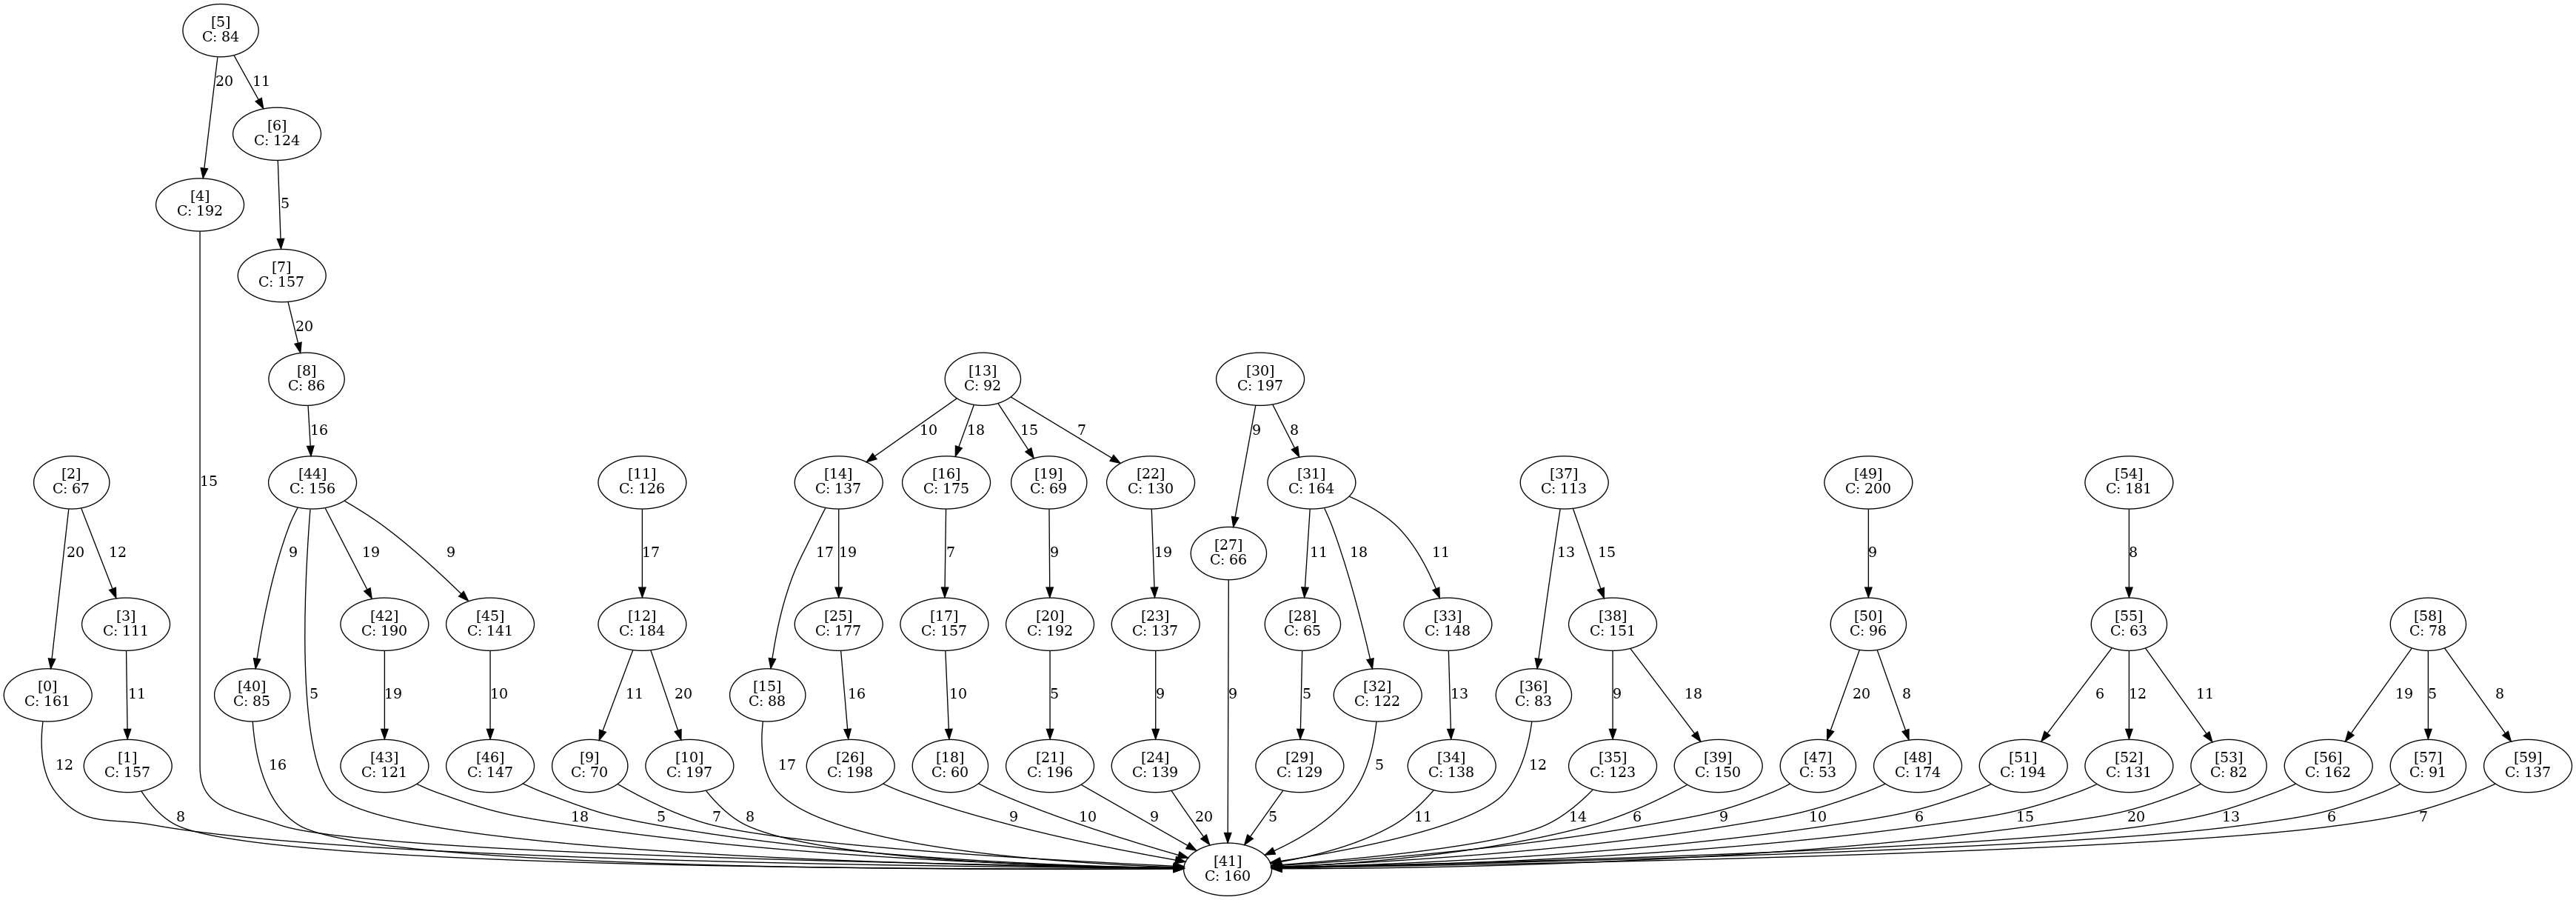 [5]
C: 84
20
11
[6]
C: 124
[4]
C: 192
5
[7]
C: 157
20
[8]
C: 86
[13]
C: 92
[30]
C: 197
16
10
18
15
7
9
8
[2]
C: 67
15
[44]
C: 156
[11]
C: 126
[14]
C: 137
[16]
C: 175
[19]
C: 69
[22]
C: 130
[31]
C: 164
[37]
C: 113
[49]
C: 200
[54]
C: 181
20
12
9
19
9
17
17
19
7
9
19
[27]
C: 66
11
18
11
13
15
9
8
[3]
C: 111
[42]
C: 190
[45]
C: 141
[12]
C: 184
[25]
C: 177
[17]
C: 157
[20]
C: 192
[23]
C: 137
[28]
C: 65
[33]
C: 148
[38]
C: 151
[50]
C: 96
[55]
C: 63
[58]
C: 78
[0]
C: 161
11
[40]
C: 85
5
19
10
11
20
[15]
C: 88
16
10
5
9
9
5
[32]
C: 122
13
[36]
C: 83
9
18
20
8
6
12
11
19
5
8
12
[1]
C: 157
16
[43]
C: 121
[46]
C: 147
[9]
C: 70
[10]
C: 197
17
[26]
C: 198
[18]
C: 60
[21]
C: 196
[24]
C: 139
[29]
C: 129
5
[34]
C: 138
12
[35]
C: 123
[39]
C: 150
[47]
C: 53
[48]
C: 174
[51]
C: 194
[52]
C: 131
[53]
C: 82
[56]
C: 162
[57]
C: 91
[59]
C: 137
8
18
5
7
8
9
10
9
20
5
11
14
6
9
10
6
15
20
13
6
7
[41]
C: 160